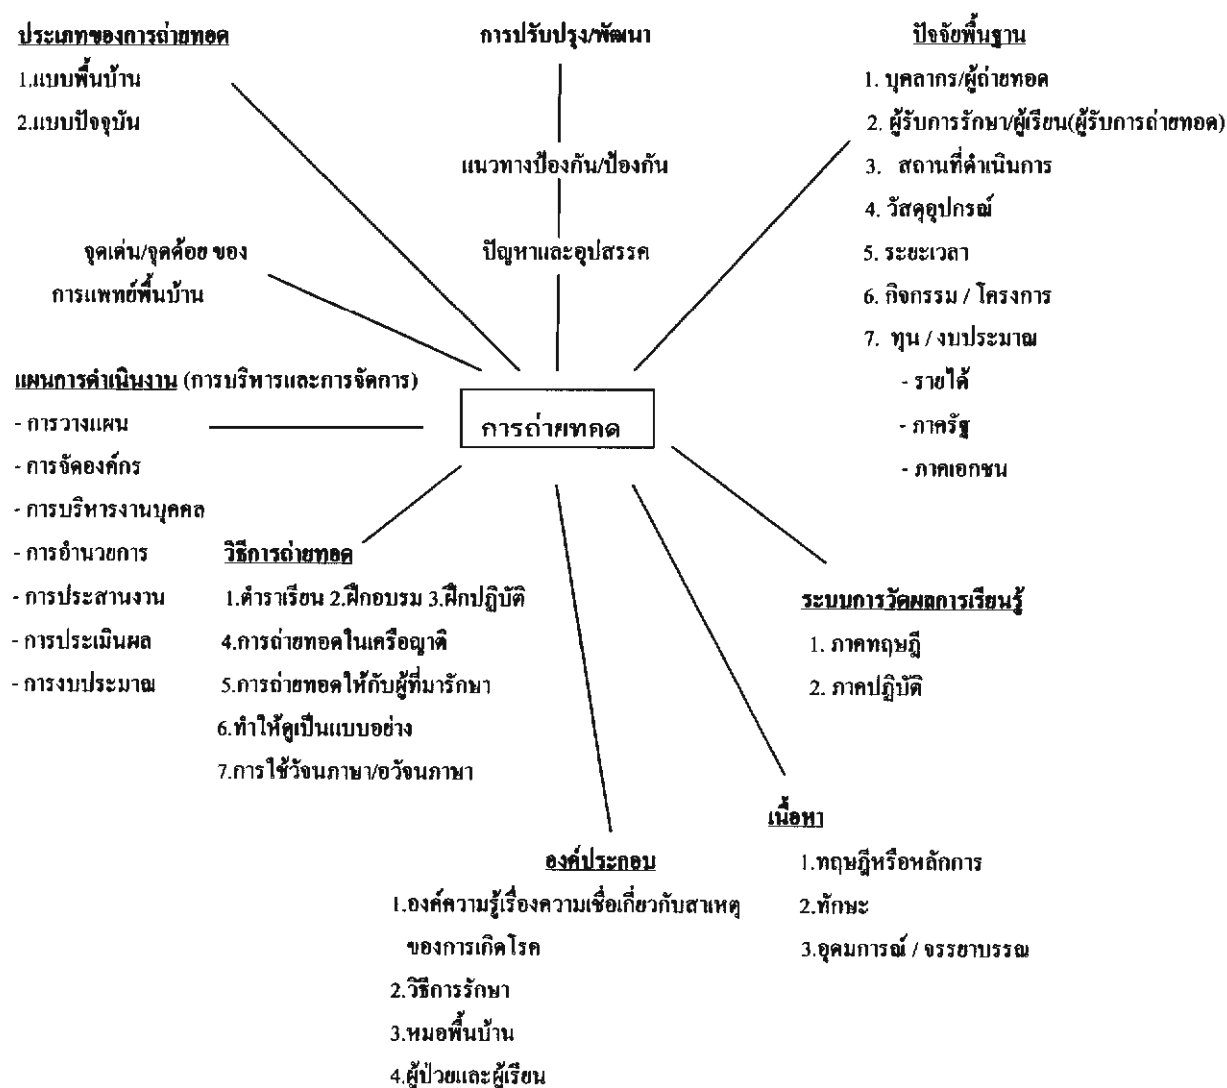 ประเภทของการถ่ายทอด
1.แบบพื้นบ้าน
2.แบบปัจจุบัน
การปรับปรุง/พัฒนา
แนวทางป้องกัน/ป้องกัน
ปัญหาและอุปสรรค
ปัจจัยพื้นฐาน
1. บุคลากร/ผู้ถ่ายทอด
2. ผู้รับการรักษา/ผู้เรียน(ผู้รับการถ่ายทอด)
3. สถานที่ดำเนินการ
4. วัสดุอุปกรณ์
5. ระยะเวลา
6. กิจกรรม / โครงการ
7. ทุน / งบประมาณ
- รายได้
- ภาครัฐ
- ภาคเอกชน
จุดเด่น/จุดด้อย ของ
การแพทย์พื้นบ้าน
แผนการดำเนินงาน (การบริหารและการจัดการ)
- การวางแผน
- การจัดองค์กร
- การบริหารงานบุคคล
- การอำนวยการ
- การประสานงาน
- การประเมินผล
- การงบประมาณ
การถ่ายทอด
วิธีการถ่ายทอด
1.ตำราเรียน 2.ฝึกอบรม 3.ฝึกปฏิบัติ
4.การถ่ายทอดในเครือญาติ
5.การถ่ายทอดให้กับผู้ที่มารักษา
6.ทำให้ดูเป็นแบบอย่าง
7.การใช้วัจนภาษา/อวัจนภาษา
ระบบการวัดผลการเรียนรู้
1. ภาคทฤษฎี
2. ภาคปฏิบัติ
องค์ประกอบ
1.องค์ความรู้เรื่องความเชื่อเกี่ยวกับสาเหตุ
ของการเกิดโรค
2.วิธีการรักษา
3.หมอพื้นบ้าน
4.ผู้ป่วยและผู้เรียน
เนื้อหา
1.ทฤษฎีหรือหลักการ
2.ทักษะ
3.อุดมการณ์ / จรรยาบรรณ